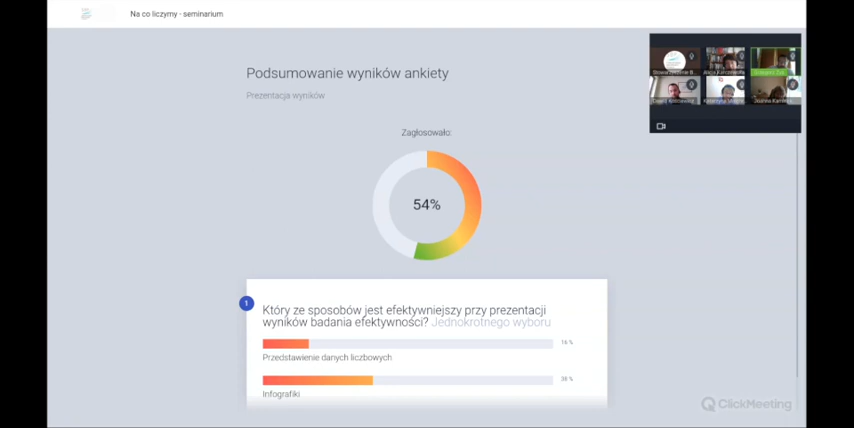 Na co liczymy - seminarium
Podsumowanie wyników ankiety
Prezentacja wyników
Zagłosowało:
54%
1
Który ze sposobów jest efektywniejszy przy prezentacji
wyników badania efektywności? Jednokrotnego wyboru
16 %
Przedstawienie danych liczbowych
38 %
Infografiki
Stowarzyszenie B...
ClickMeeting